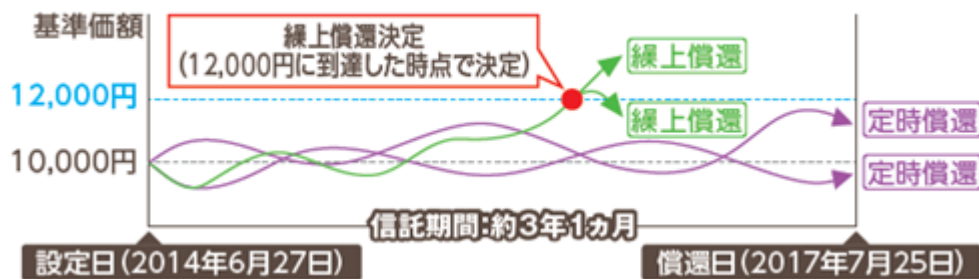 基準価額
繰上償還決定
(12,000円に到達した時点で決定)
繰上償還
12,000円
繰上償還
定時償還
10,000円
定時償還
信託期間:約3年1ヵ月
設定日(2014年6月27日)
償還日(2017年7月25日)